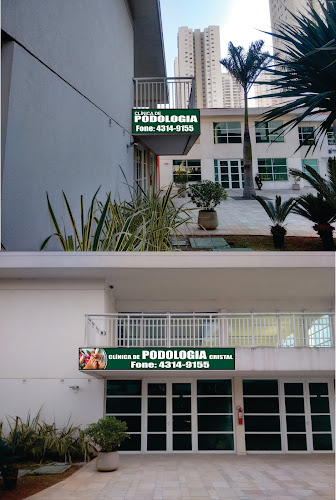 CLÍNICA DE
PODOLOGIA
Fone: 4314-9155
CLÍNICA DE PODOLOGIA CRISTAL
Fone: 4314-9155